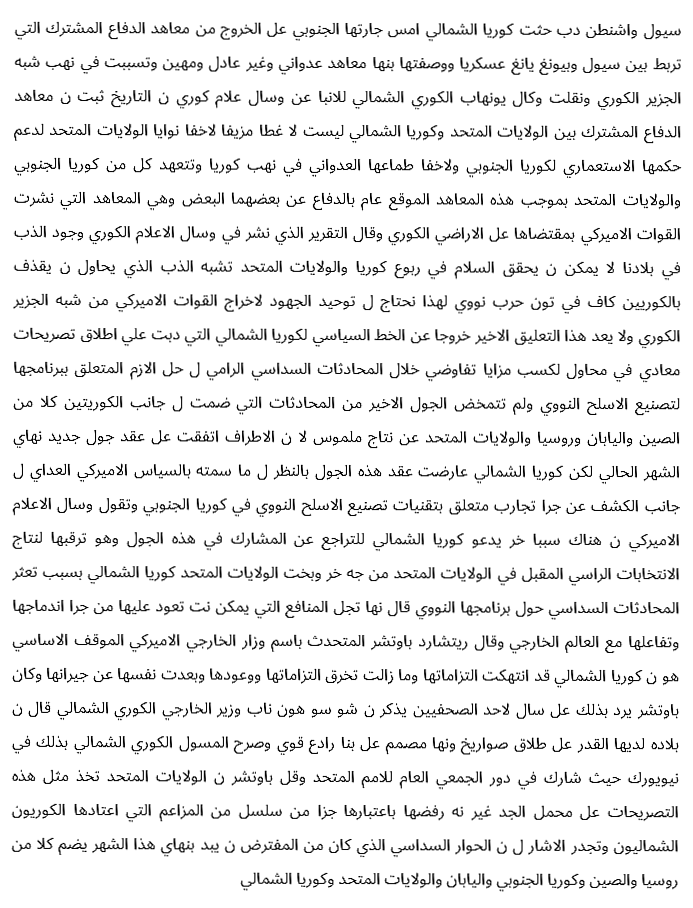 سيول واشنطن دب حثت كوريا الشمالي امس جارتها الجنوبي عل الخروج من معاهد الدفاع المشترك التي
تربط بين سيول وبيونغ يانغ عسكريا ووصفتها بنها معاهد عدواني وغير عادل ومهين وتسببت في نهب شبه
الجزير الكوري ونقلت وكال يونهاب الكوري الشمالي للانبا عن وسال علام كوري ن التاريخ ثبت ن معاهد
الدفاع المشترك بين الولايات المتحد وكوريا الشمالي ليست لا غطا مزيفا لاخفا نوايا الولايات المتحد لدعم
حكمها الاستعماري لكوريا الجنوبي ولاخفا طماعها العدواني في نهب كوريا وتتعهد كل من كوريا الجنوبي
والولايات المتحد بموجب هذه المعاهد الموقع عام بالدفاع عن بعضهما البعض وهي المعاهد التي نشرت
القوات الاميركي بمقتضاها عل الاراضي الكوري وقال التقرير الذي نشر في وسال الاعلام الكوري وجود الذب
في بلادنا لا يمكن ن يحقق السلام في ربوع كوريا والولايات المتحد تشبه الذب الذي يحاول ن يقذف
بالكوريين كاف في تون حرب نووي لهذا نحتاج ل توحيد الجهود لاخراج القوات الاميركي من شبه الجزير
الكوري ولا يعد هذا التعليق الاخير خروجا عن الخط السياسي لكوريا الشمالي التي دبت علي اطلاق تصريحات
معادي في محاول لكسب مزايا تفاوضي خلال المحادثات السداسي الرامي ل حل الازم المتعلق ببرنامجها
لتصنيع الاسلح النووي ولم تتمخض الجول الاخير من المحادثات التي ضمت ل جانب الكوريتين كلا من
الصين واليابان وروسيا والولايات المتحد عن نتاج ملموس لا ن الاطراف اتفقت عل عقد جول جديد نهاي
الشهر الحالي لكن كوريا الشمالي عارضت عقد هذه الجول بالنظر ل ما سمته بالسياس الاميركي العداي ل
جانب الكشف عن جرا تجارب متعلق بتقنيات تصنيع الاسلح النووي في كوريا الجنوبي وتقول وسال الاعلام
الاميركي ن هناك سببا خر يدعو كوريا الشمالي للتراجع عن المشارك في هذه الجول وهو ترقبها لنتاج
الانتخابات الراسي المقبل في الولايات المتحد من جه خر وبخت الولايات المتحد كوريا الشمالي بسبب تعثر
المحادثات السداسي حول برنامجها النووي قال نها تجل المنافع التي يمكن نت تعود عليها من جرا اندماجها
وتفاعلها مع العالم الخارجي وقال ريتشارد باوتشر المتحدث باسم وزار الخارجي الاميركي الموقف الاساسي
هو ن كوريا الشمالي قد انتهكت التزاماتها وما زالت تخرق التزاماتها ووعودها وبعدت نفسها عن جيرانها وكان
باوتشر يرد بذلك عل سال لاحد الصحفيين يذكر ن شو سو هون ناب وزير الخارجي الكوري الشمالي قال ن
بلاده لديها القدر عل طلاق صواريخ ونها مصمم عل بنا رادع قوي وصرح المسول الكوري الشمالي بذلك في
نيويورك حيث شارك في دور الجمعي العام للامم المتحد وقل باوتشر ن الولايات المتحد تخذ مثل هذه
التصريحات عل محمل الجد غير نه رفضها باعتبارها جزا من سلسل من المزاعم التي اعتادها الكوريون
الشماليون وتجدر الاشار ل ن الحوار السداسي الذي كان من المفترض ن يبد بنهاي هذا الشهر يضم كلا من
روسيا والصين وكوريا الجنوبي واليابان والولايات المتحد وكوريا الشمالي